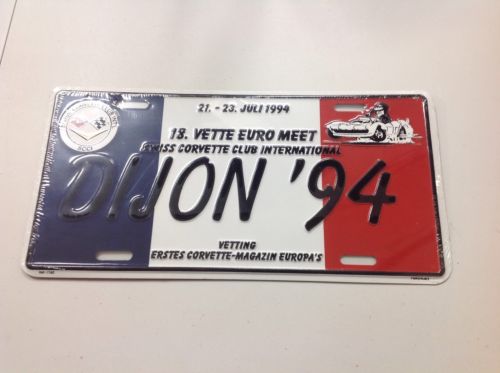 21. - 23. JULI 1994
18. VETTE EURO MEET
SWISS CORVETTE CLUB INTERNATIONAL
SCCI
DIJON '94
VETTING
ERSTES CORVETTE-MAGAZIN EUROPA'S